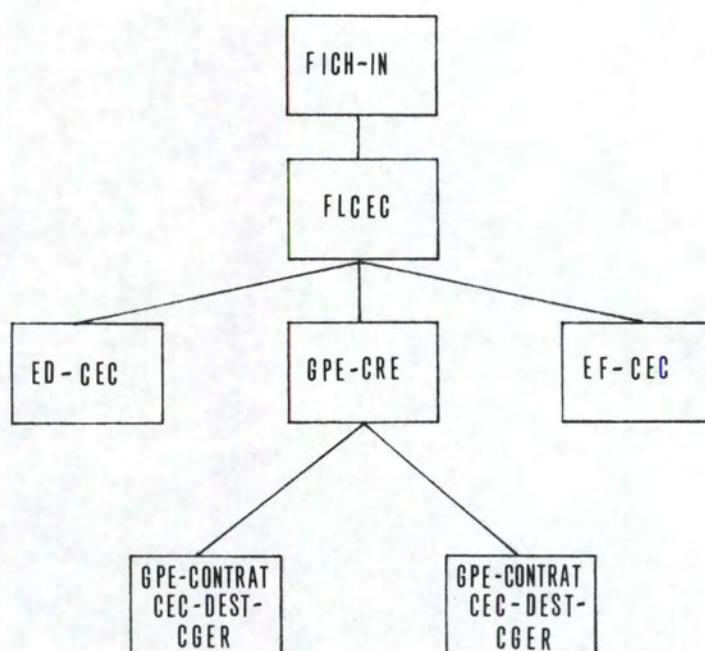 FICH-IN
FLCEC
ED-CEC
GPE-CRE
EF-CEC
GPE-CONTRAT
CEC-DEST-
CGER
GPE-CONTRAT
CEC-DEST-
CGER